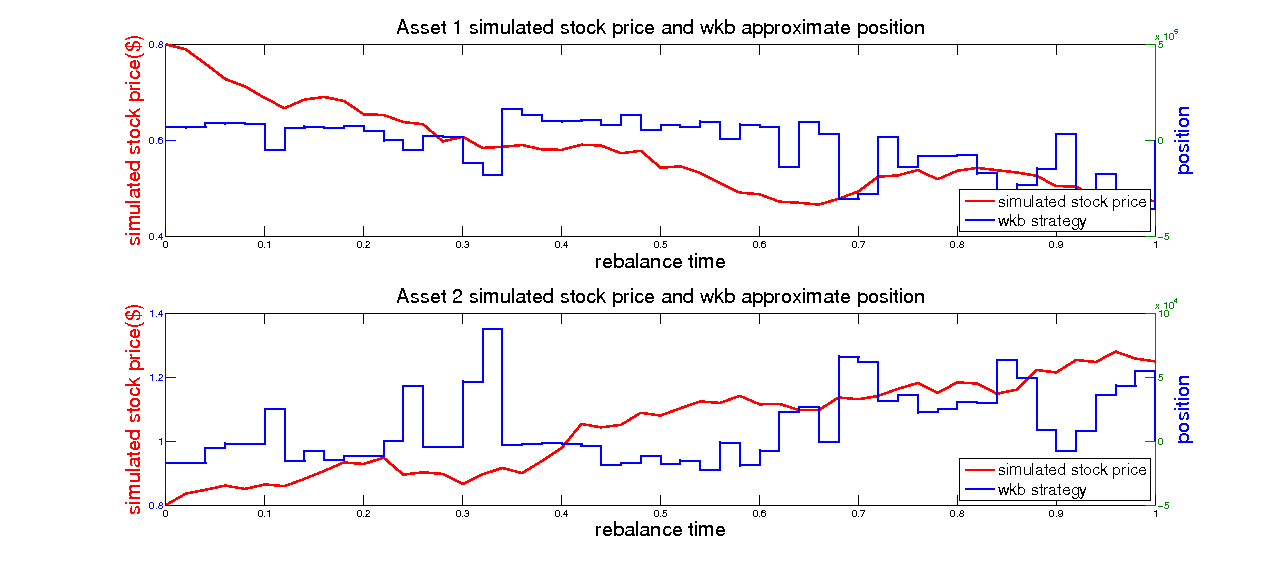 Asset 1 simulated stock price and wkb approximate position
simulated stock price($)
0.8
0.6
0.4
0 0.1 0.2 0.3 0.4 0.5 0.6 0.7 0.8 0.9 1
rebalance time
x 10^5
5
0
-5
position
simulated stock price
wkb strategy
Asset 2 simulated stock price and wkb approximate position
simulated stock price($)
1.4
1.2
1
0.8
0 0.1 0.2 0.3 0.4 0.5 0.6 0.7 0.8 0.9 1
rebalance time
x 10^4
10
5
0
-5
position
simulated stock price
wkb strategy